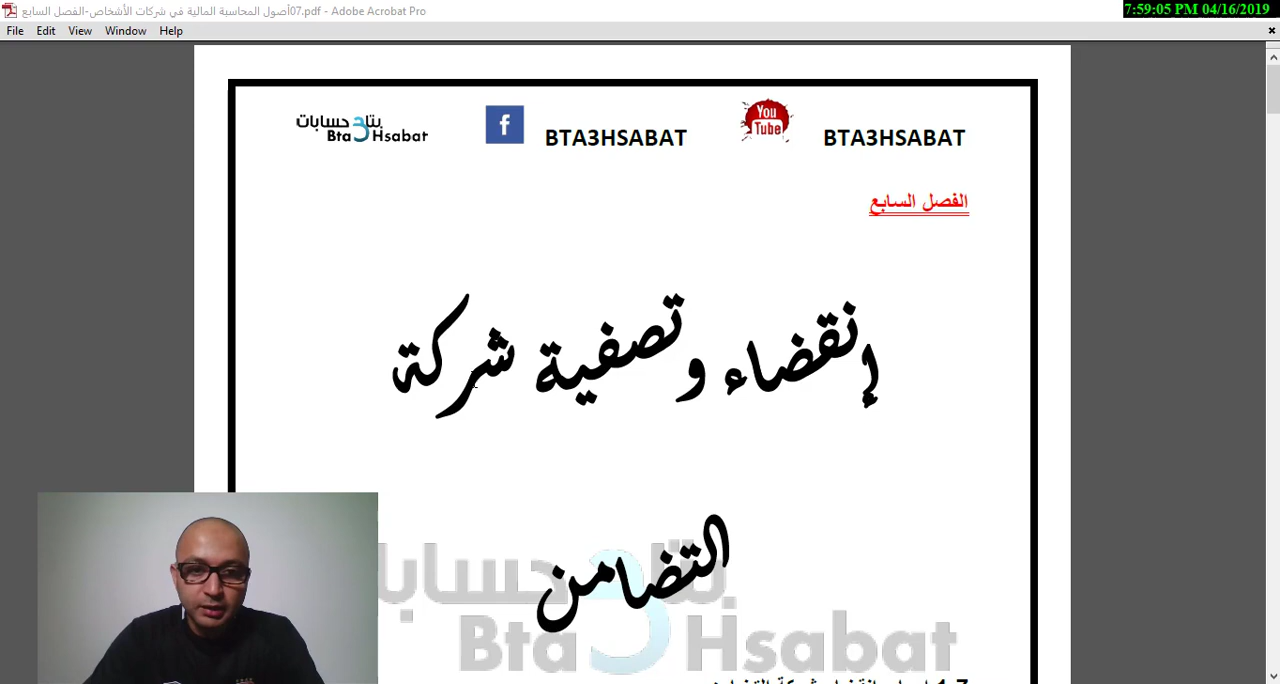 07أصول المحاسبة المالية في شركات الأشخاص-الفصل السابع.pdf - Adobe Acrobat Pro
7:59:05 PM 04/16/2019
File Edit View Window Help
بتاع حسابات
Bta3Hsabat
f BTA3HSABAT
You Tube BTA3HSABAT
الفصل السابع
إنقضاء وتصفية شركة
التضامن
بتاع حسابات
Bta3Hsabat